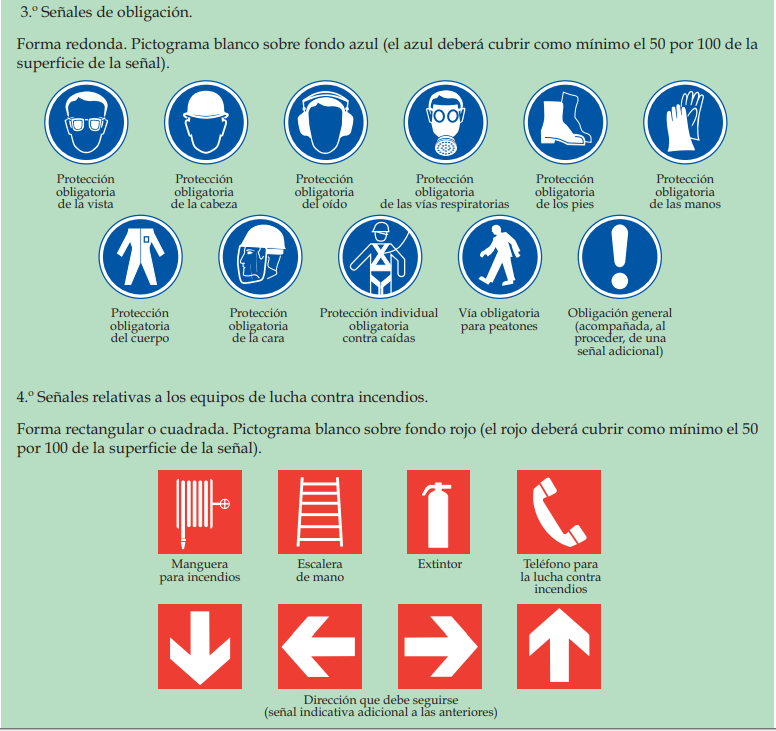 3.º Señales de obligación.
Forma redonda. Pictograma blanco sobre fondo azul (el azul deberá cubrir como mínimo el 50 por 100 de la
superficie de la señal).
Protección
obligatoria
de la vista
Protección
obligatoria
de la cabeza
Protección
obligatoria
del oído
Protección
obligatoria
de las vías respiratorias
Protección
obligatoria
de los pies
Protección
obligatoria
de las manos
Protección
obligatoria
del cuerpo
Protección
obligatoria
de la cara
Protección individual
obligatoria
contra caídas
Vía obligatoria
para peatones
Obligación general
(acompañada, al
proceder, de una
señal adicional)
4.º Señales relativas a los equipos de lucha contra incendios.
Forma rectangular o cuadrada. Pictograma blanco sobre fondo rojo (el rojo deberá cubrir como mínimo el 50
por 100 de la superficie de la señal).
Manguera
para incendios
Escalera
de mano
Extintor
Teléfono para
la lucha contra
incendios
Dirección que debe seguirse
(señal indicativa adicional a las anteriores)